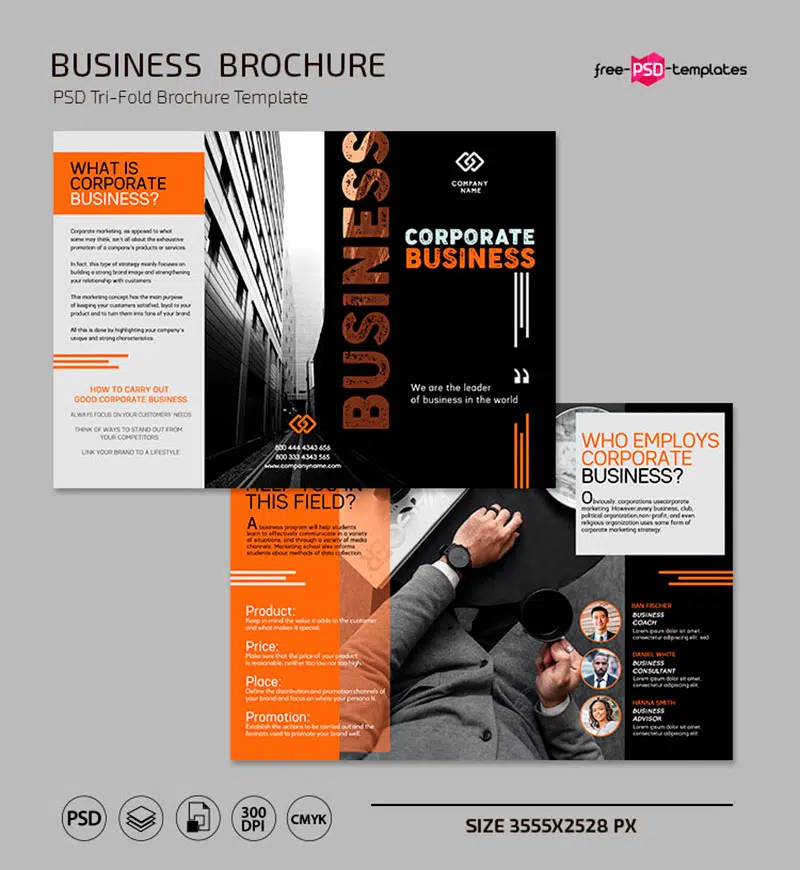 BUSINESS BROCHURE
PSD Tri-Fold Brochure Template
free-PSD-templates
WHAT IS
CORPORATE
BUSINESS?
Corporate marketing, as opposed to what
some may think, isn't all about the exhaustive
promotion of a company's products or services.
In fact, this type of strategy mainly focuses on
building a strong brand image and strengthening
your relationship with customers.
This marketing concept has the main purpose
of keeping your customers satisfied, loyal to your
product and to turn them into fans of your brand.
All this is done by highlighting your company's
unique and strong characteristics.
HOW TO CARRY OUT
GOOD CORPORATE BUSINESS
ALWAYS FOCUS ON YOUR CUSTOMERS' NEEDS
THINK OF WAYS TO STAND OUT FROM
YOUR COMPETITORS
LINK YOUR BRAND TO A LIFESTYLE
800 444 4343 656
800 333 4343 565
www.companyname.com
BUSINESS
COMPANY
NAME
CORPORATE
BUSINESS
We are the leader
of business in the world
HELP YOU IN
THIS FIELD?
A business program will help students
learn to effectively communicate in a variety
of situations, and through a variety of media
channels. Marketing school also informs
students about methods of data collection.
Product:
Keep in mind the value it adds to the customer
and what makes it special.
Price:
Make sure that the price of your product
is reasonable, neither too low nor too high.
Place:
Define the distribution and promotion channels of
your brand and focus on where your persona is.
Promotion:
Establish the actions to be carried out and the
formats used to promote your brand well.
WHO EMPLOYS
CORPORATE
BUSINESS?
Obviously, corporations usecorporate
marketing. However,every business, club,
political organization,non-profit, and even
religious organization uses some form of
corporate marketing strategy.
BAN FISCHER
BUSINESS
COACH
Lorem ipsum dolor sit amet,
consectetur adipiscing elit, sed.
DANIEL WHITE
BUSINESS
CONSULTANT
Lorem ipsum dolor sit amet,
consectetur adipiscing elit.
HANNA SMITH
BUSINESS
ADVISOR
Lorem ipsum dolor sit amet,
consectetur adipiscing elit.
PSD
300
DPI
CMYK
SIZE 3555X2528 PX